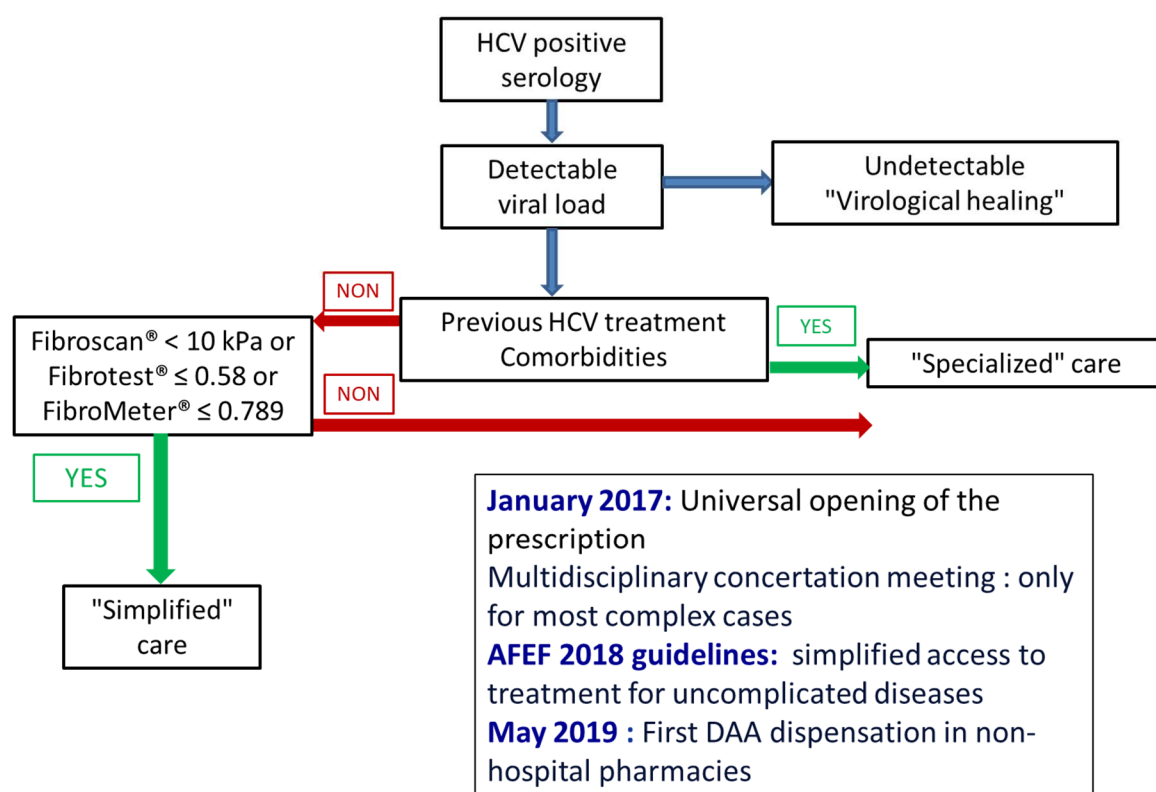 HCV positive
serology
Detectable
viral load
Undetectable
"Virological healing"
NON
Previous HCV treatment
Comorbidities
YES
"Specialized" care
Fibroscan® < 10 kPa or
Fibrotest® ≤ 0.58 or
FibroMeter® ≤ 0.789
NON
YES
"Simplified"
care
January 2017: Universal opening of the
prescription
Multidisciplinary concertation meeting : only
for most complex cases
AFEF 2018 guidelines: simplified access to
treatment for uncomplicated diseases
May 2019 : First DAA dispensation in non-
hospital pharmacies